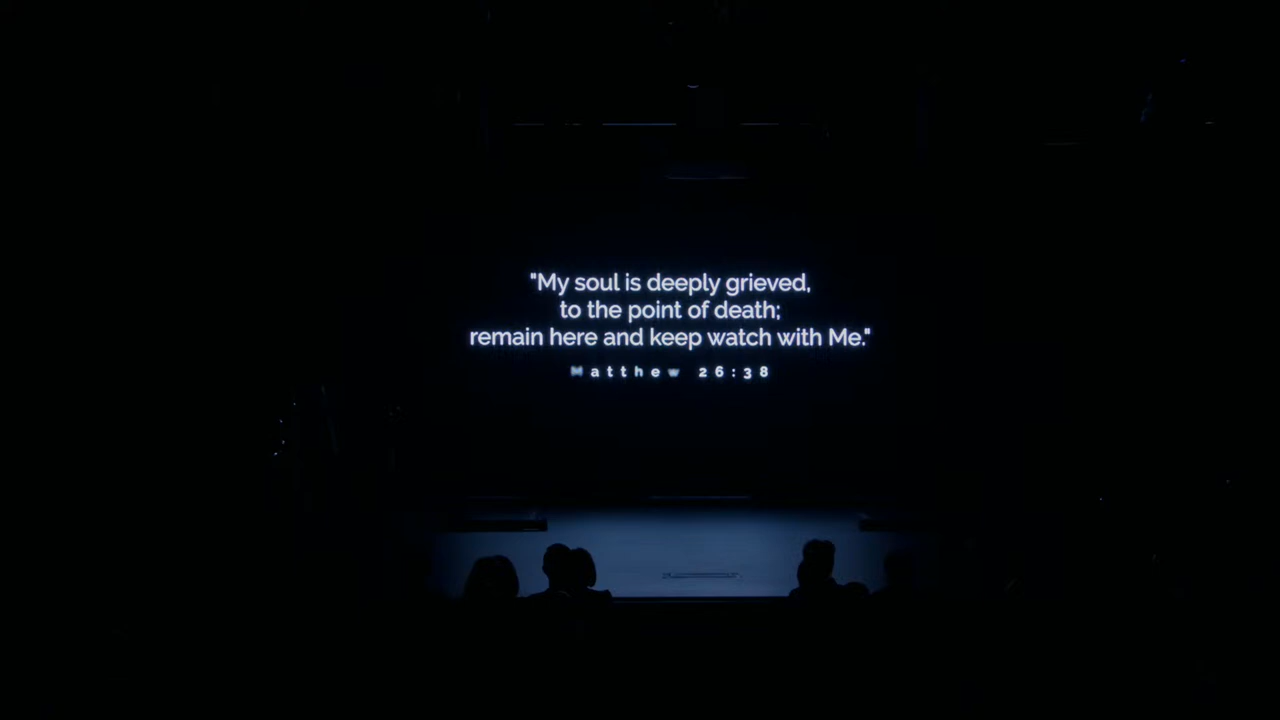 "My soul is deeply grieved,
to the point of death;
remain here and keep watch with Me."
Matthew 26:38